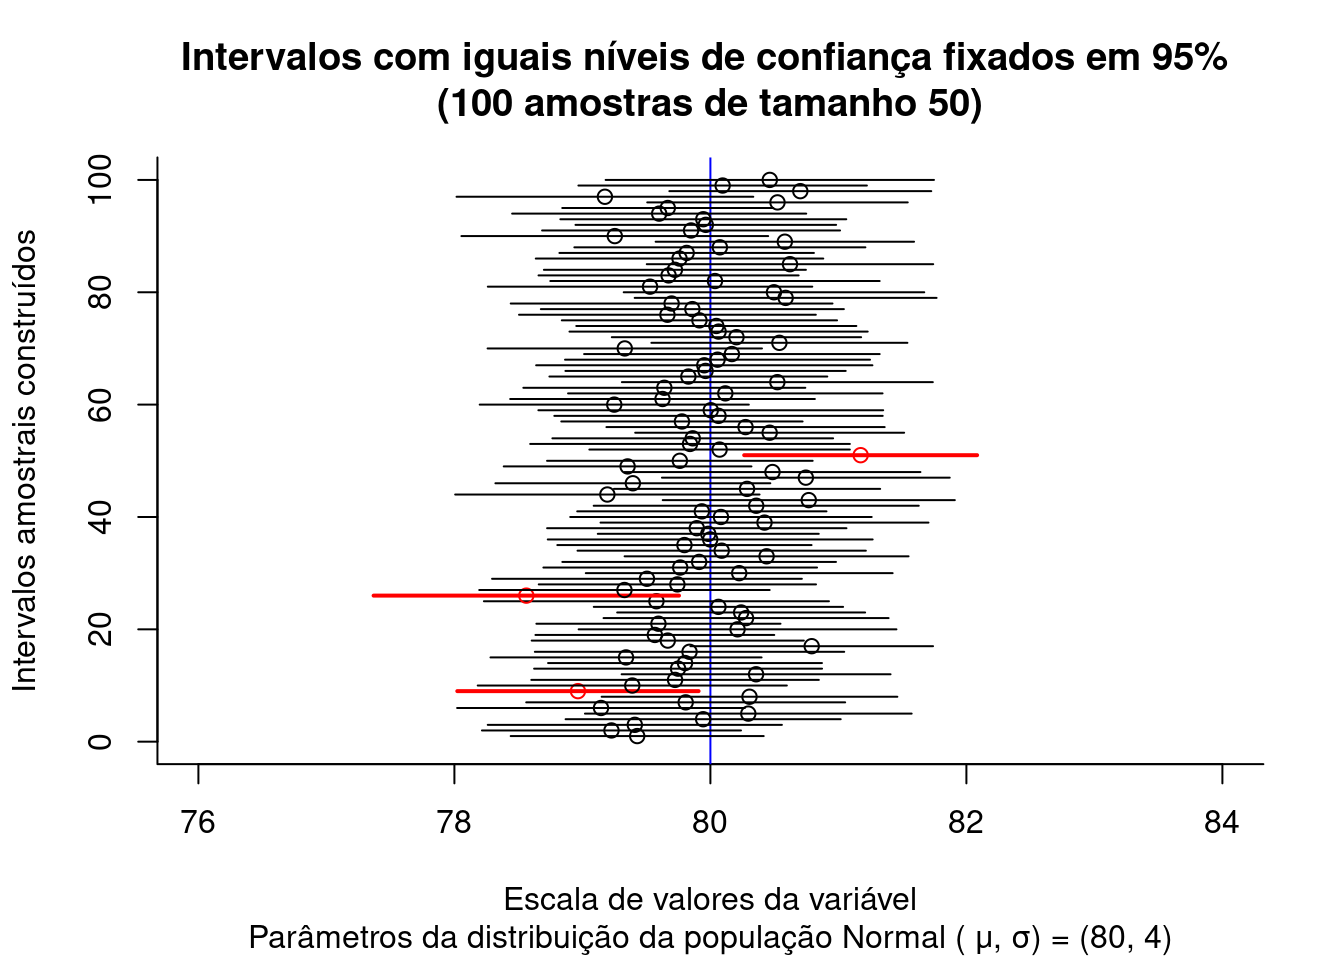 Intervalos com iguais níveis de confiança fixados em 95%
(100 amostras de tamanho 50)
Intervalos amostrais construídos
100
80
60
40
20
0
76 78 80 82 84
Escala de valores da variável
Parâmetros da distribuição da população Normal ( μ, σ) = (80, 4)